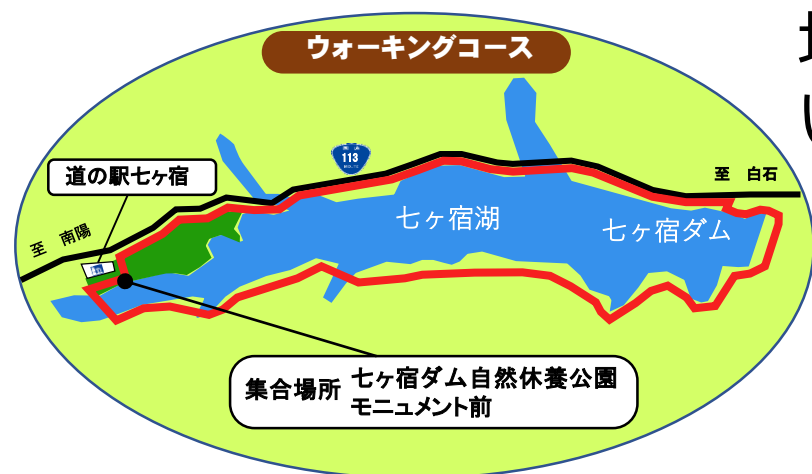 ウォーキングコース
113
道の駅七ヶ宿
至 白石
至 南陽
七ヶ宿湖
七ヶ宿ダム
集合場所 七ヶ宿ダム自然休養公園
モニュメント前